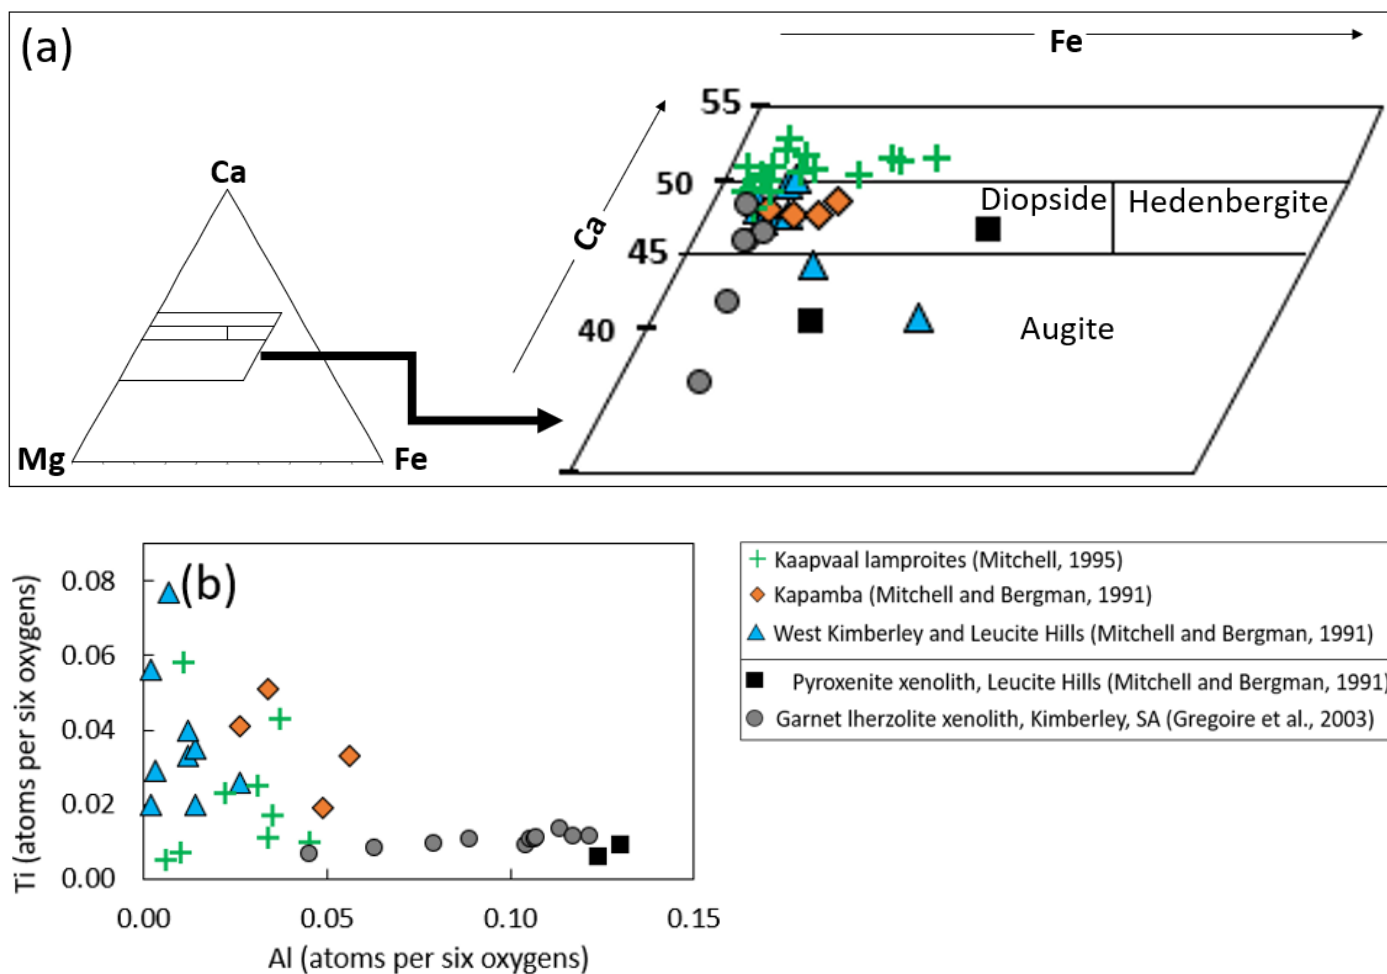 (a)
Fe
55
Ca
50
Diopside
Hedenbergite
Ca
45
40
Augite
Mg
Fe
(b)
0.08
0.06
0.04
0.02
0.00
Ti (atoms per six oxygens)
0.00
0.05
0.10
0.15
Al (atoms per six oxygens)
Kaapvaal lamproites (Mitchell, 1995)
Kapamba (Mitchell and Bergman, 1991)
West Kimberley and Leucite Hills (Mitchell and Bergman, 1991)
Pyroxenite xenolith, Leucite Hills (Mitchell and Bergman, 1991)
Garnet lherzolite xenolith, Kimberley, SA (Gregoire et al., 2003)